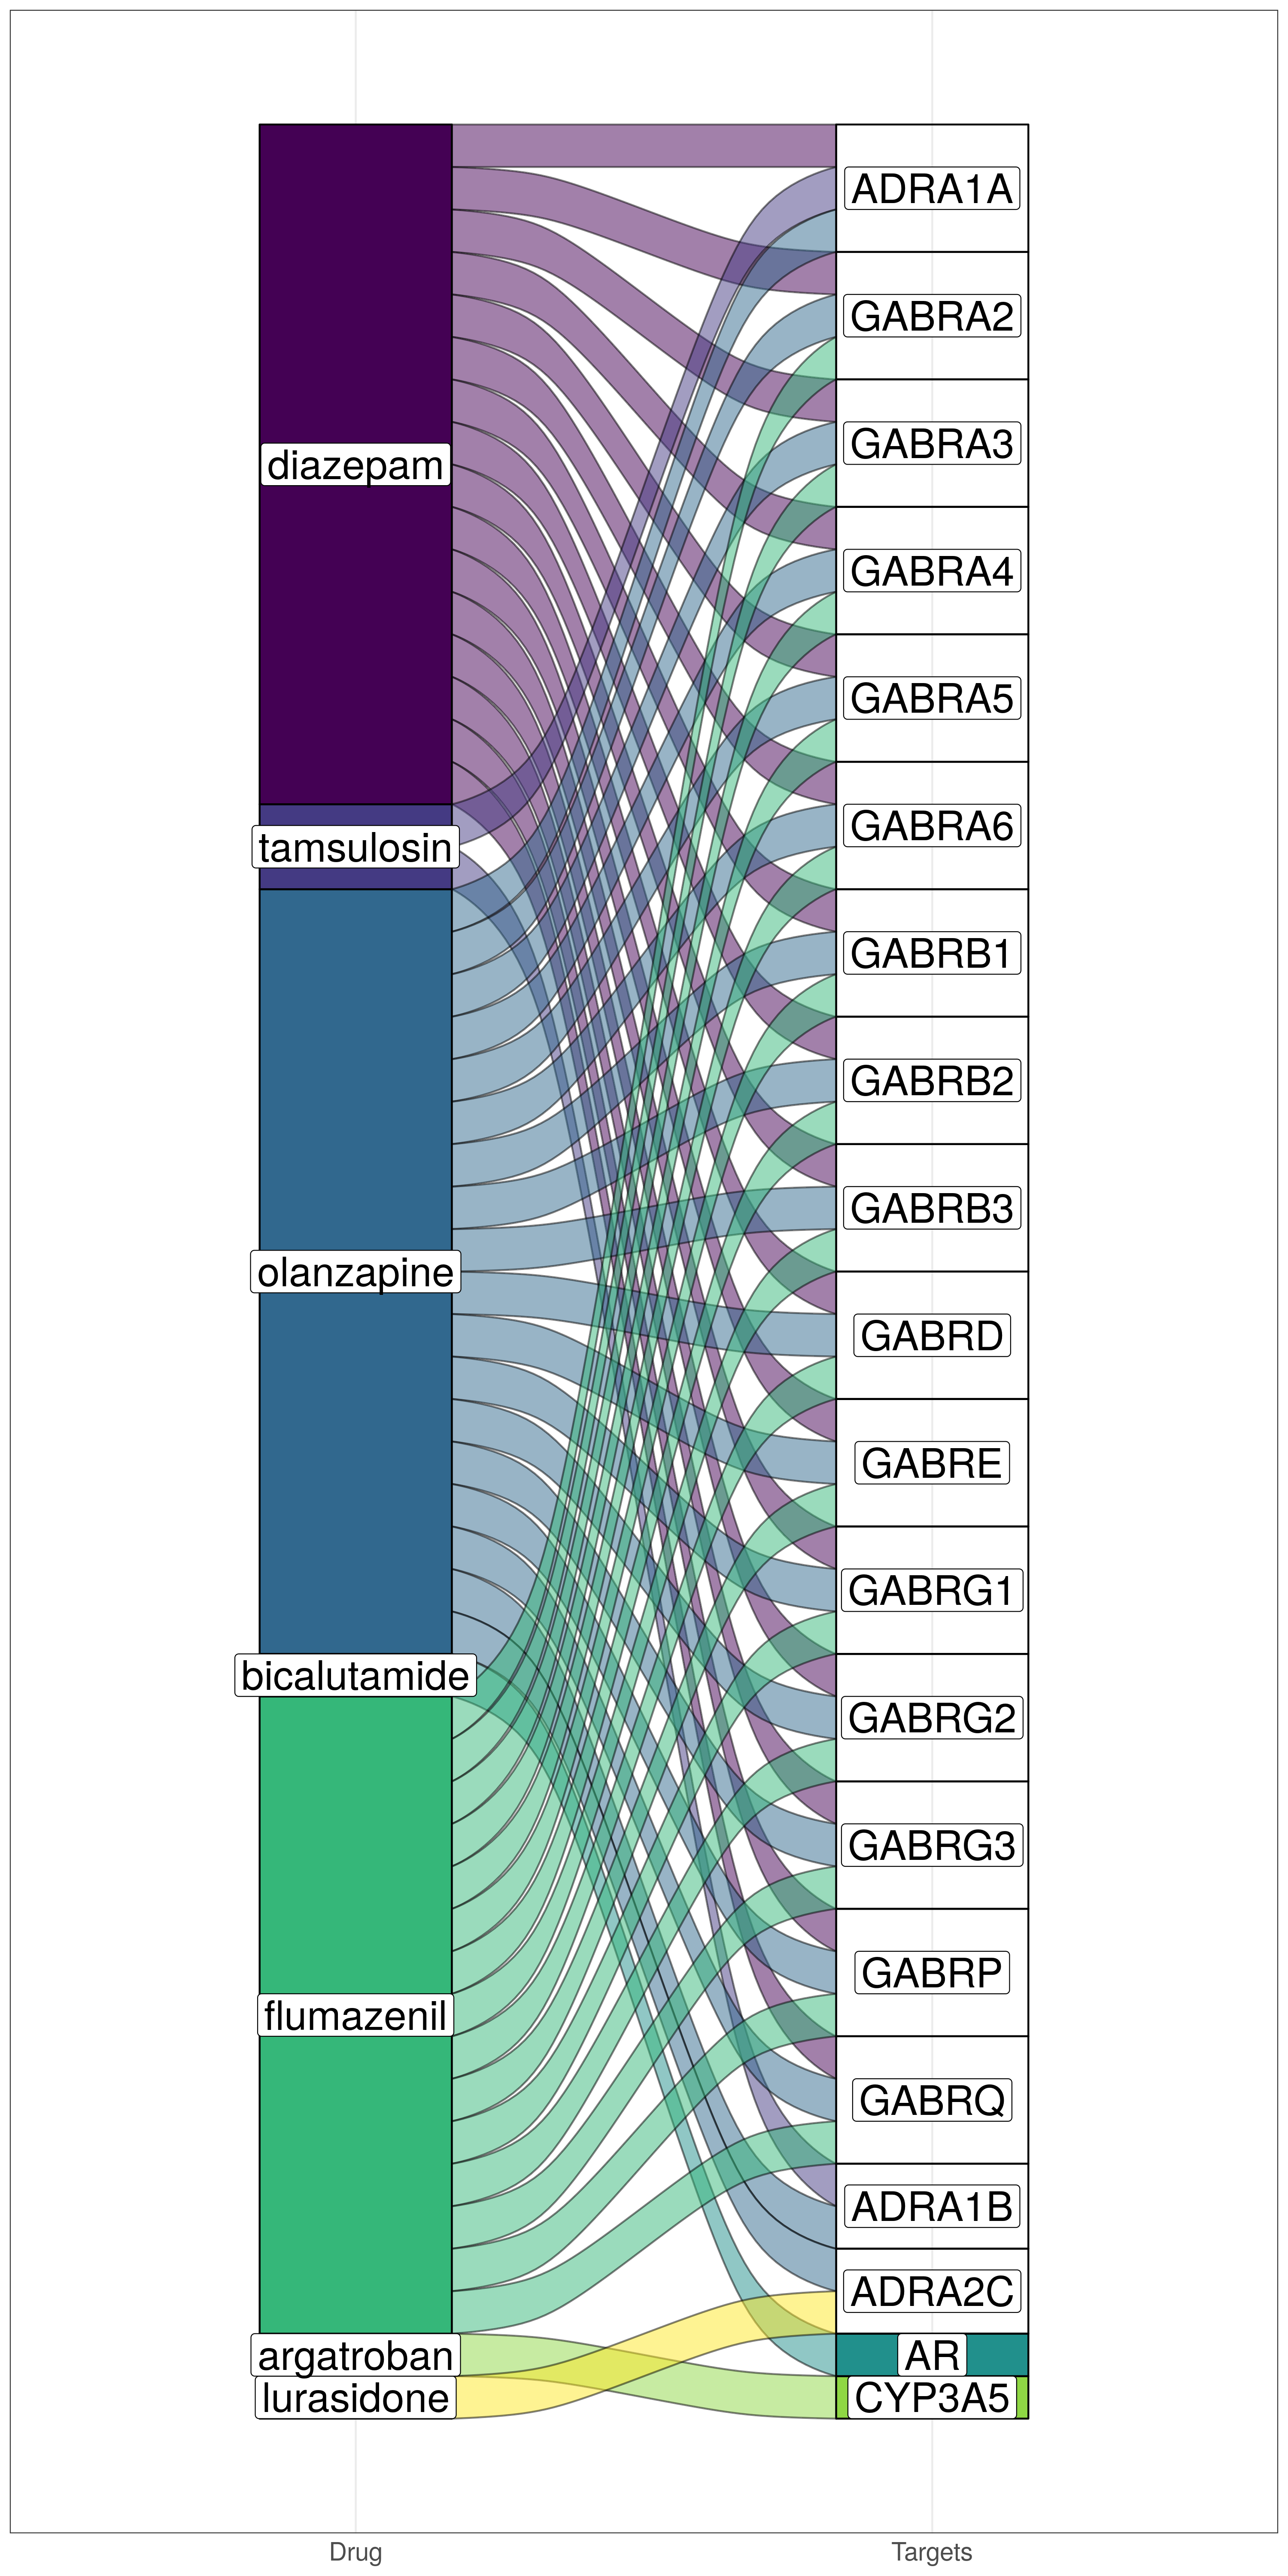 diazepam
tamsulosin
olanzapine
bicalutamide
flumazenil
argatroban
lurasidone
ADRA1A
GABRA2
GABRA3
GABRA4
GABRA5
GABRA6
GABRB1
GABRB2
GABRB3
GABRD
GABRE
GABRG1
GABRG2
GABRG3
GABRP
GABRQ
ADRA1B
ADRA2C
AR
CYP3A5
Drug
Targets